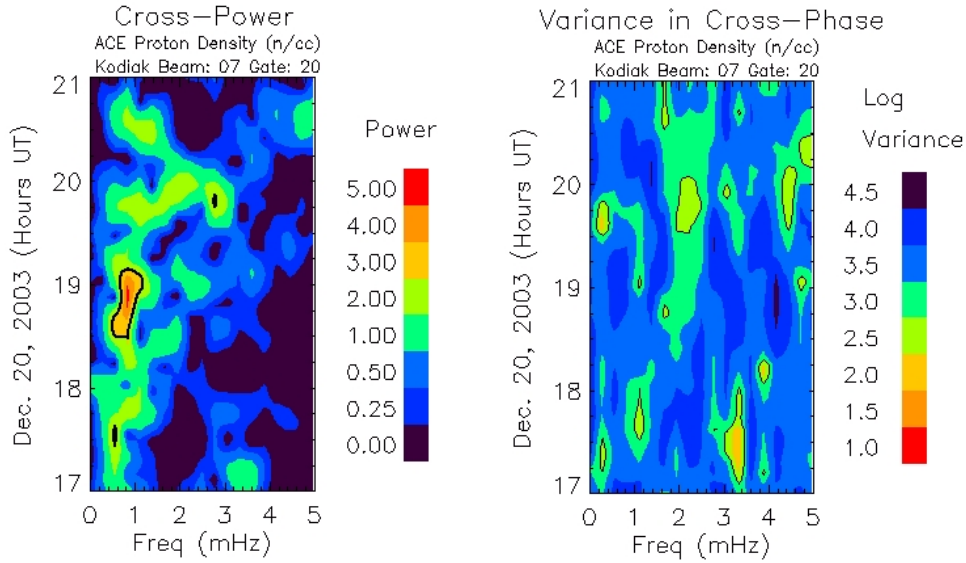 Cross-Power
ACE Proton Density (n/cc)
Kodiak Beam: 07 Gate: 20
21
20
19
18
17
Dec. 20, 2003 (Hours UT)
0 1 2 3 4 5
Freq (mHz)
Power
5.00
4.00
3.00
2.00
1.00
0.50
0.25
0.00
Variance in Cross-Phase
ACE Proton Density (n/cc)
Kodiak Beam: 07 Gate: 20
21
20
19
18
17
Dec. 20, 2003 (Hours UT)
0 1 2 3 4 5
Freq (mHz)
Log
Variance
4.5
4.0
3.5
3.0
2.5
2.0
1.5
1.0